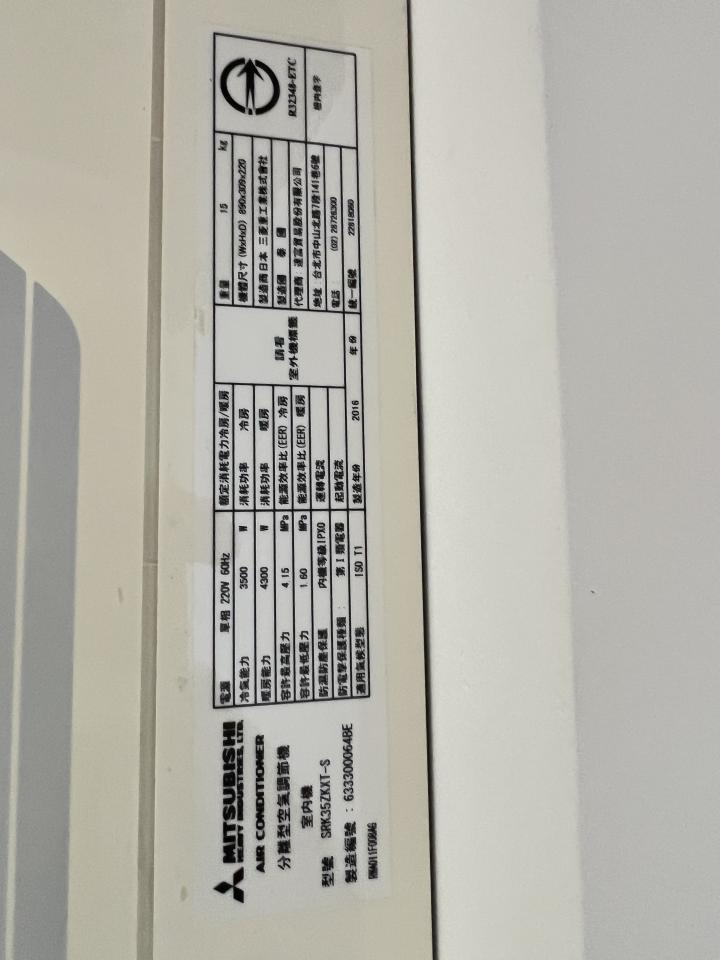 MITSUBISHI
HEAVY INDUSTRIES, LTD.
AIR CONDITIONER
分離型空氣調節機
室內機
型號 SRK35ZKXT-S
製造編號：633300064BE
RWA011F008AG
電源 單相 220V 60Hz
冷氣能力 3500 W
暖房能力 4300 W
容許最高壓力 4.15 MPa
容許最低壓力 1.60 MPa
防濕防塵保護 內機等級IPX0
防電擊保護種類： 第 I 類電器
適用氣候型態 ISO T1
額定消耗電力冷房/暖房
消耗功率 冷房
消耗功率 暖房
能源效率比(EER) 冷房
能源效率比(EER) 暖房
運轉電流
起動電流
製造年份 2016 年份
請看
室外機標籤
重量 15 kg
機體尺寸(WxHxD) 890x309x220
製造商日本 三菱重工業株式會社
製造國 泰國
代理商 達富貿易股份有限公司
地址 台北市中山北路7段141巷6號
電話 (02) 28726300
統一編號 22818060
R32348-ETC